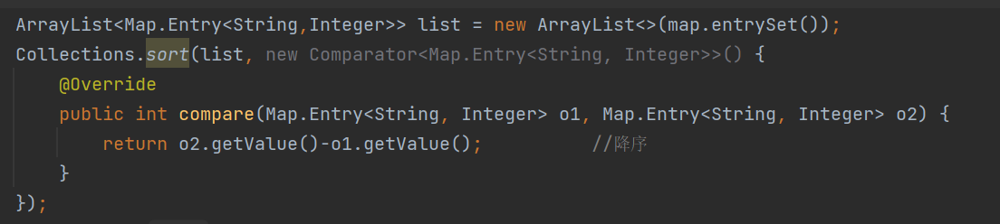 ArrayList<Map.Entry<String,Integer>> list = new ArrayList<>(map.entrySet());
Collections.sort(list, new Comparator<Map.Entry<String, Integer>>() {
@Override
public int compare(Map.Entry<String, Integer> o1, Map.Entry<String, Integer> o2) {
return o2.getValue()-o1.getValue(); //降序
}
});